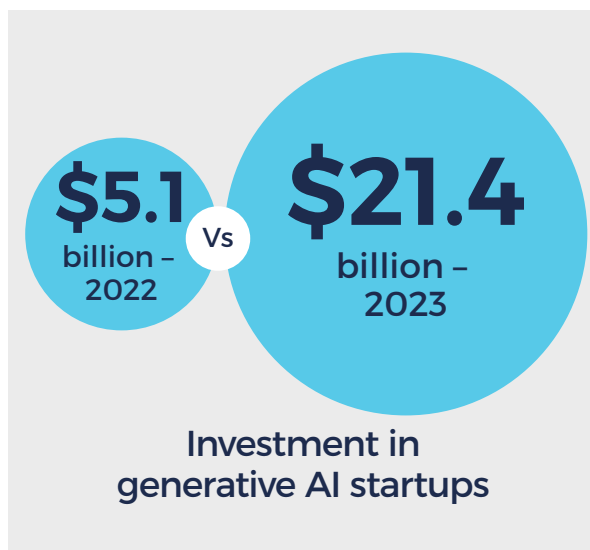 $5.1
billion –
2022
Vs
$21.4
billion –
2023
Investment in
generative AI startups